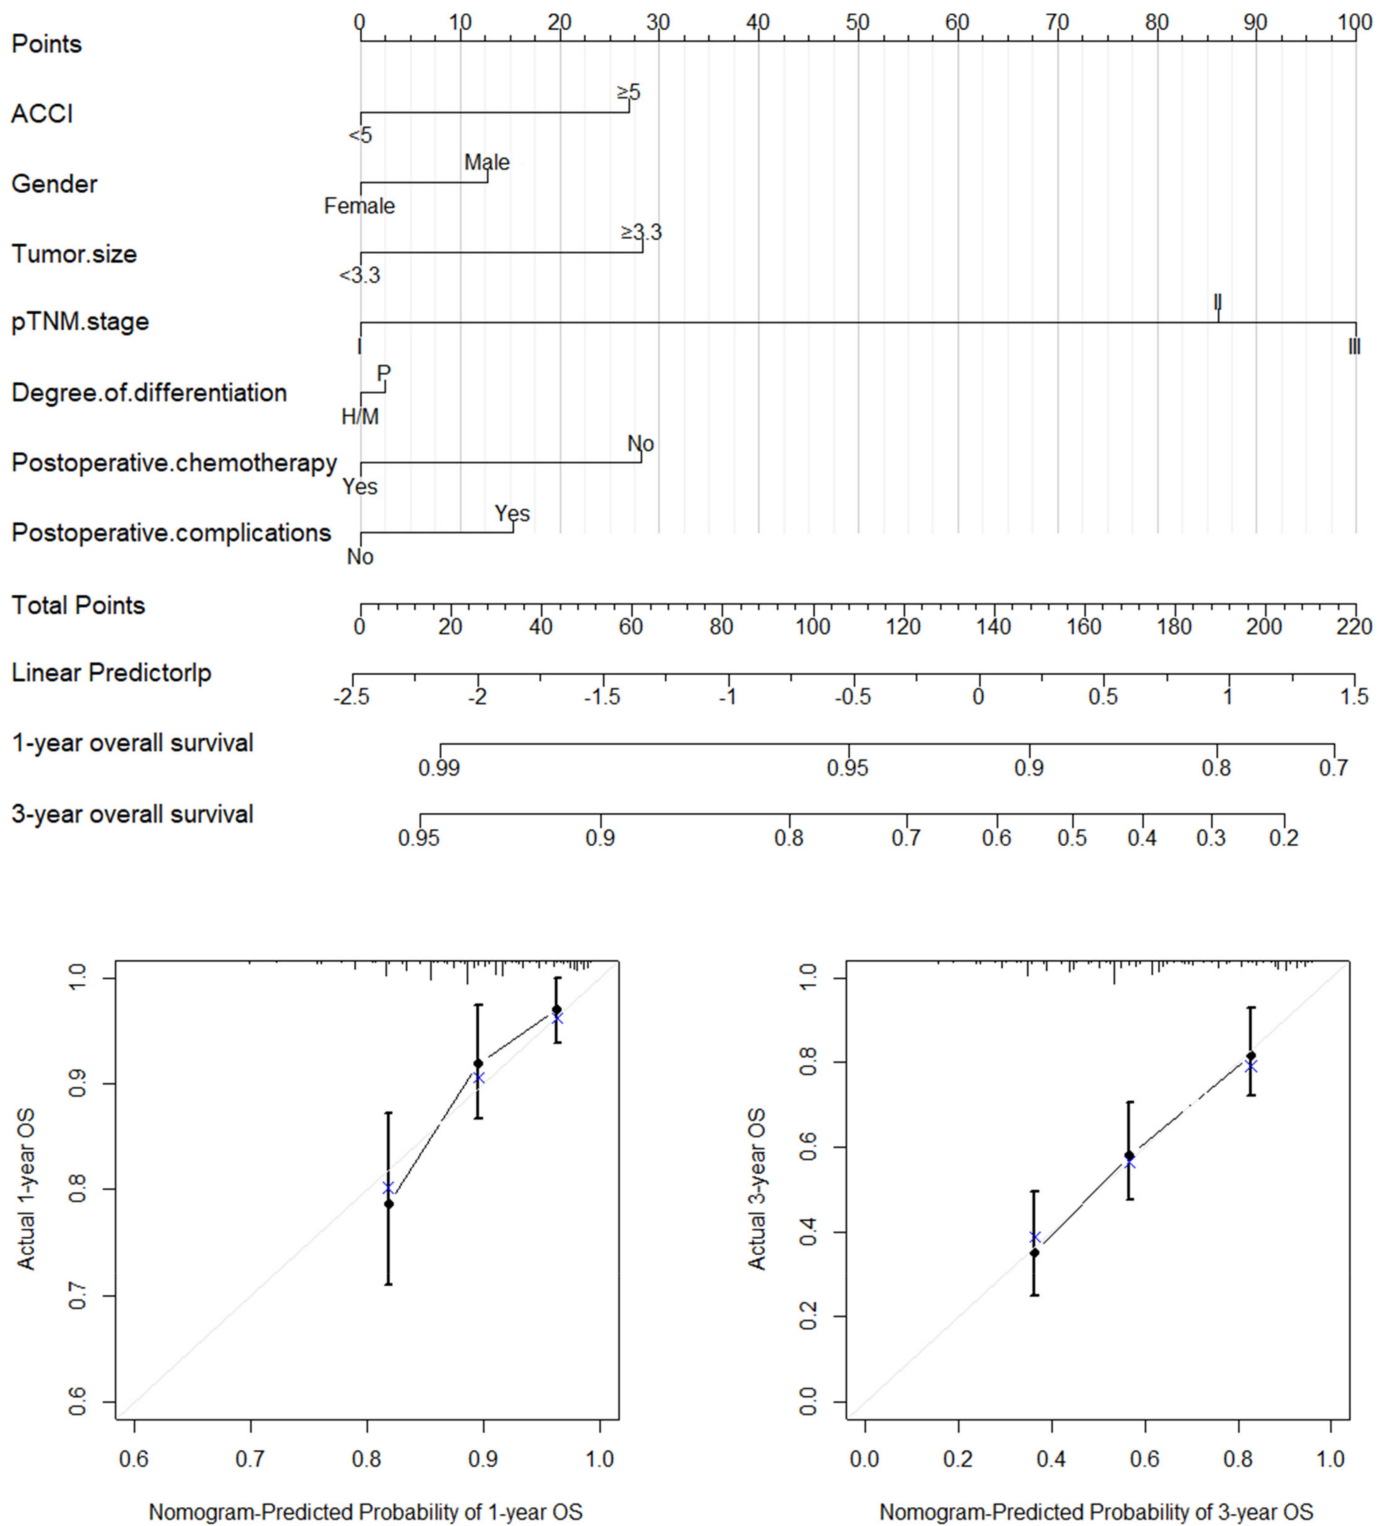 Points
0 10 20 30 40 50 60 70 80 90 100
ACCI
≥5
<5
Gender
Male
Female
Tumor.size
≥3.3
<3.3
pTNM.stage
II
I
III
Degree.of.differentiation
P
H/M
Postoperative.chemotherapy
No
Yes
Postoperative.complications
Yes
No
Total Points
0 20 40 60 80 100 120 140 160 180 200 220
Linear Predictorlp
-2.5 -2 -1.5 -1 -0.5 0 0.5 1 1.5
1-year overall survival
0.99 0.95 0.9 0.8 0.7
3-year overall survival
0.95 0.9 0.8 0.7 0.6 0.5 0.4 0.3 0.2
Actual 1-year OS
1.0
0.9
0.8
0.7
0.6
0.6 0.7 0.8 0.9 1.0
Nomogram-Predicted Probability of 1-year OS
Actual 3-year OS
1.0
0.8
0.6
0.4
0.2
0.0
0.0 0.2 0.4 0.6 0.8 1.0
Nomogram-Predicted Probability of 3-year OS